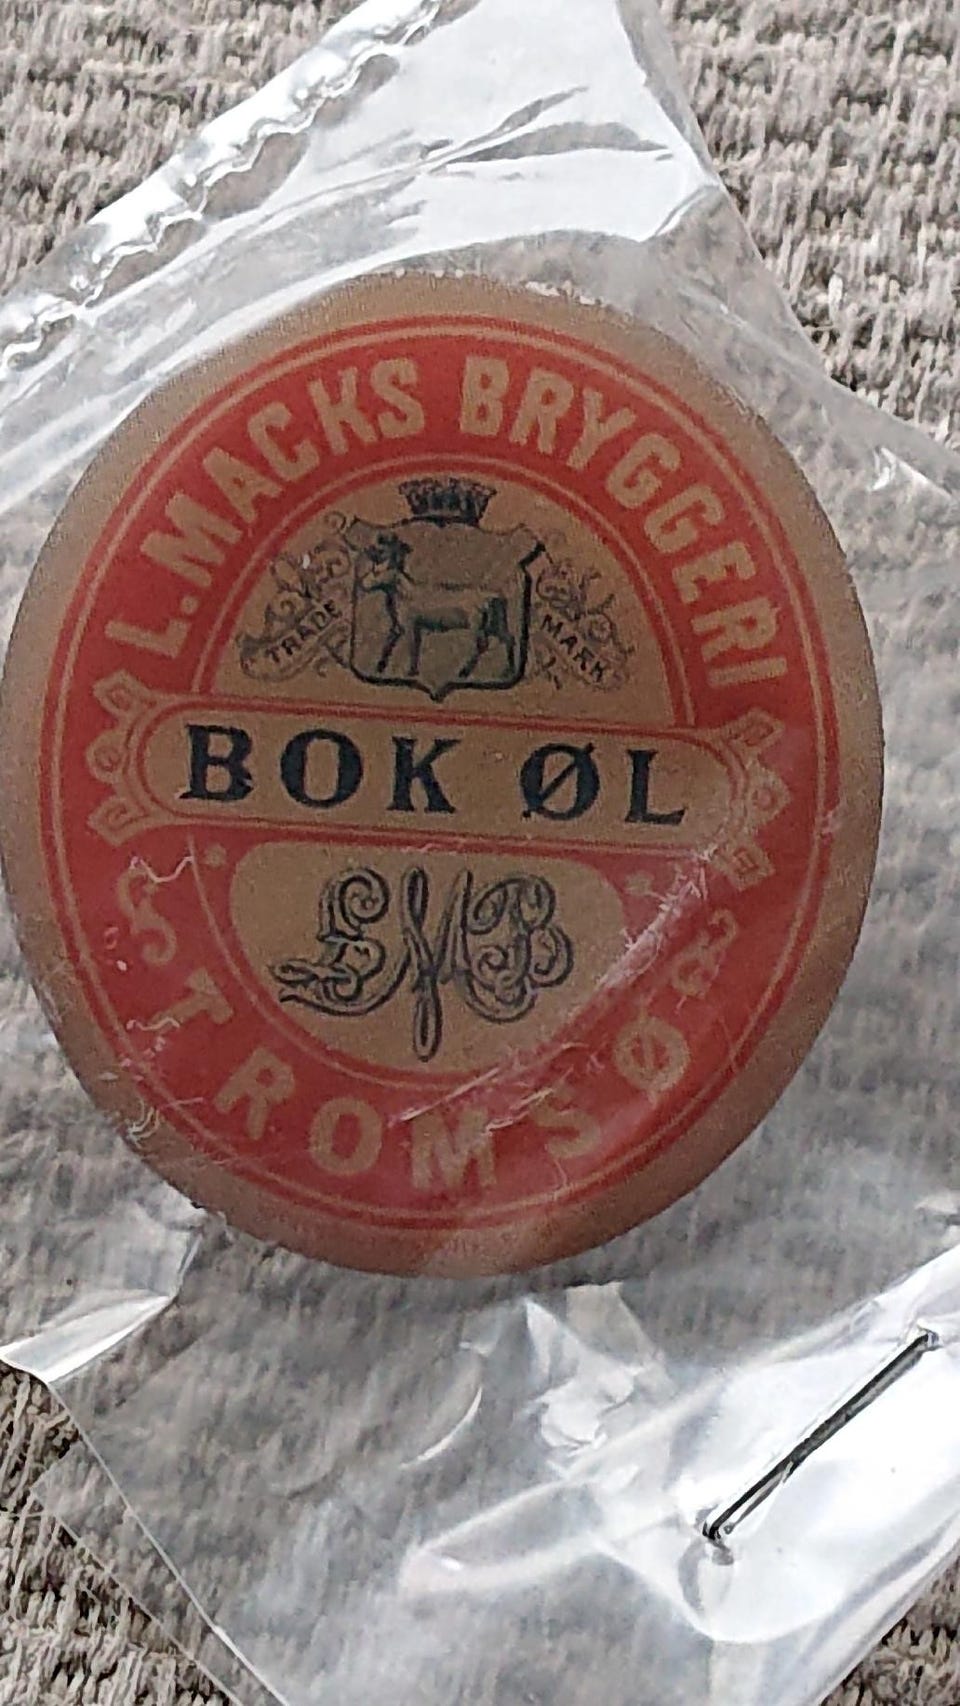 L. MACKS BRYGGERI
TRADE MARK
BOK ØL
LMB
TROMSØ